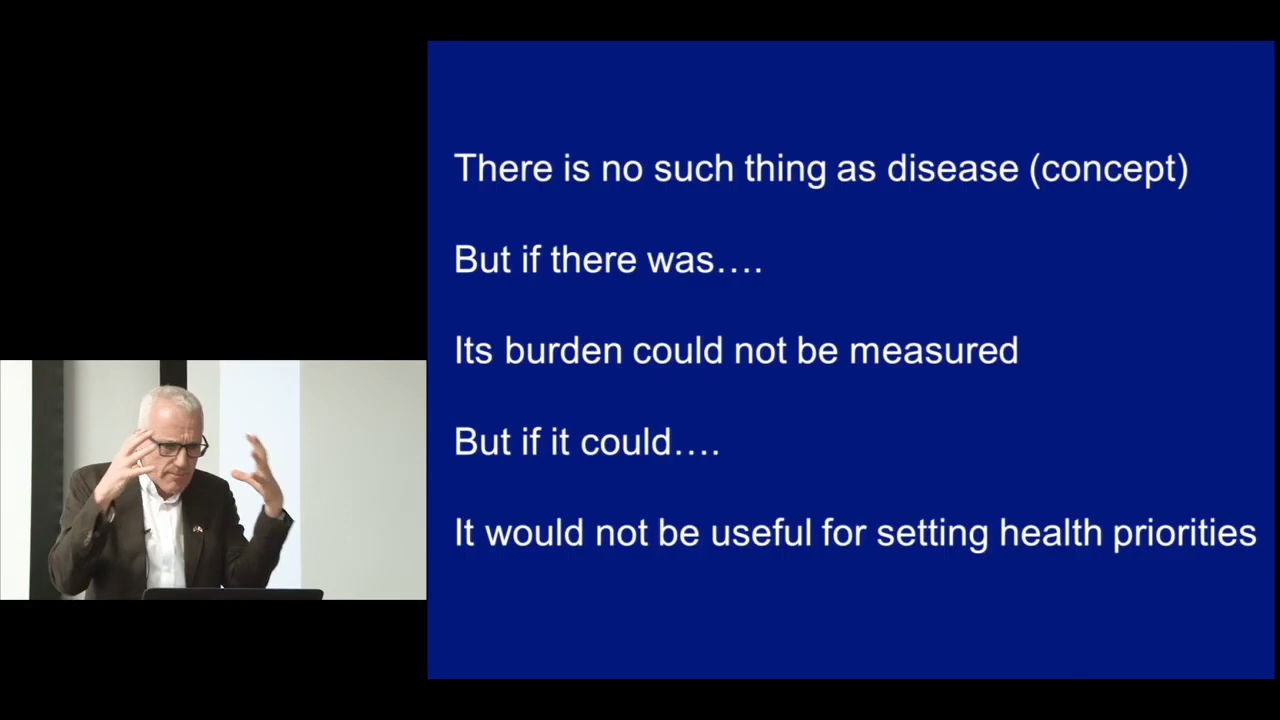 There is no such thing as disease (concept)
But if there was….
Its burden could not be measured
But if it could….
It would not be useful for setting health priorities